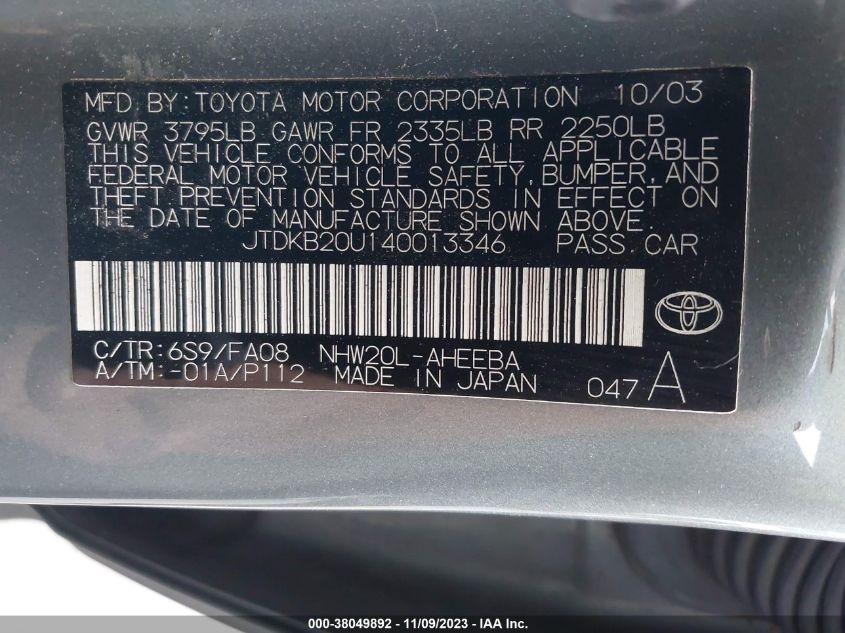 MFD BY:TOYOTA MOTOR CORPORATION 10/03
GVWR 3795LB GAWR FR 2335LB RR 2250LB
THIS VEHICLE CONFORMS TO ALL APPLICABLE
FEDERAL MOTOR VEHICLE SAFETY,BUMPER,AND
THEFT PREVENTION STANDARDS IN EFFECT ON
THE DATE OF MANUFACTURE SHOWN ABOVE.
JTDKB20U140013346 PASS.CAR
C/TR:6S9/FA08 NHW20L-AHEEBA
A/TM:-01A/P112 MADE IN JAPAN 047 A
000-38049892 - 11/09/2023 - IAA Inc.